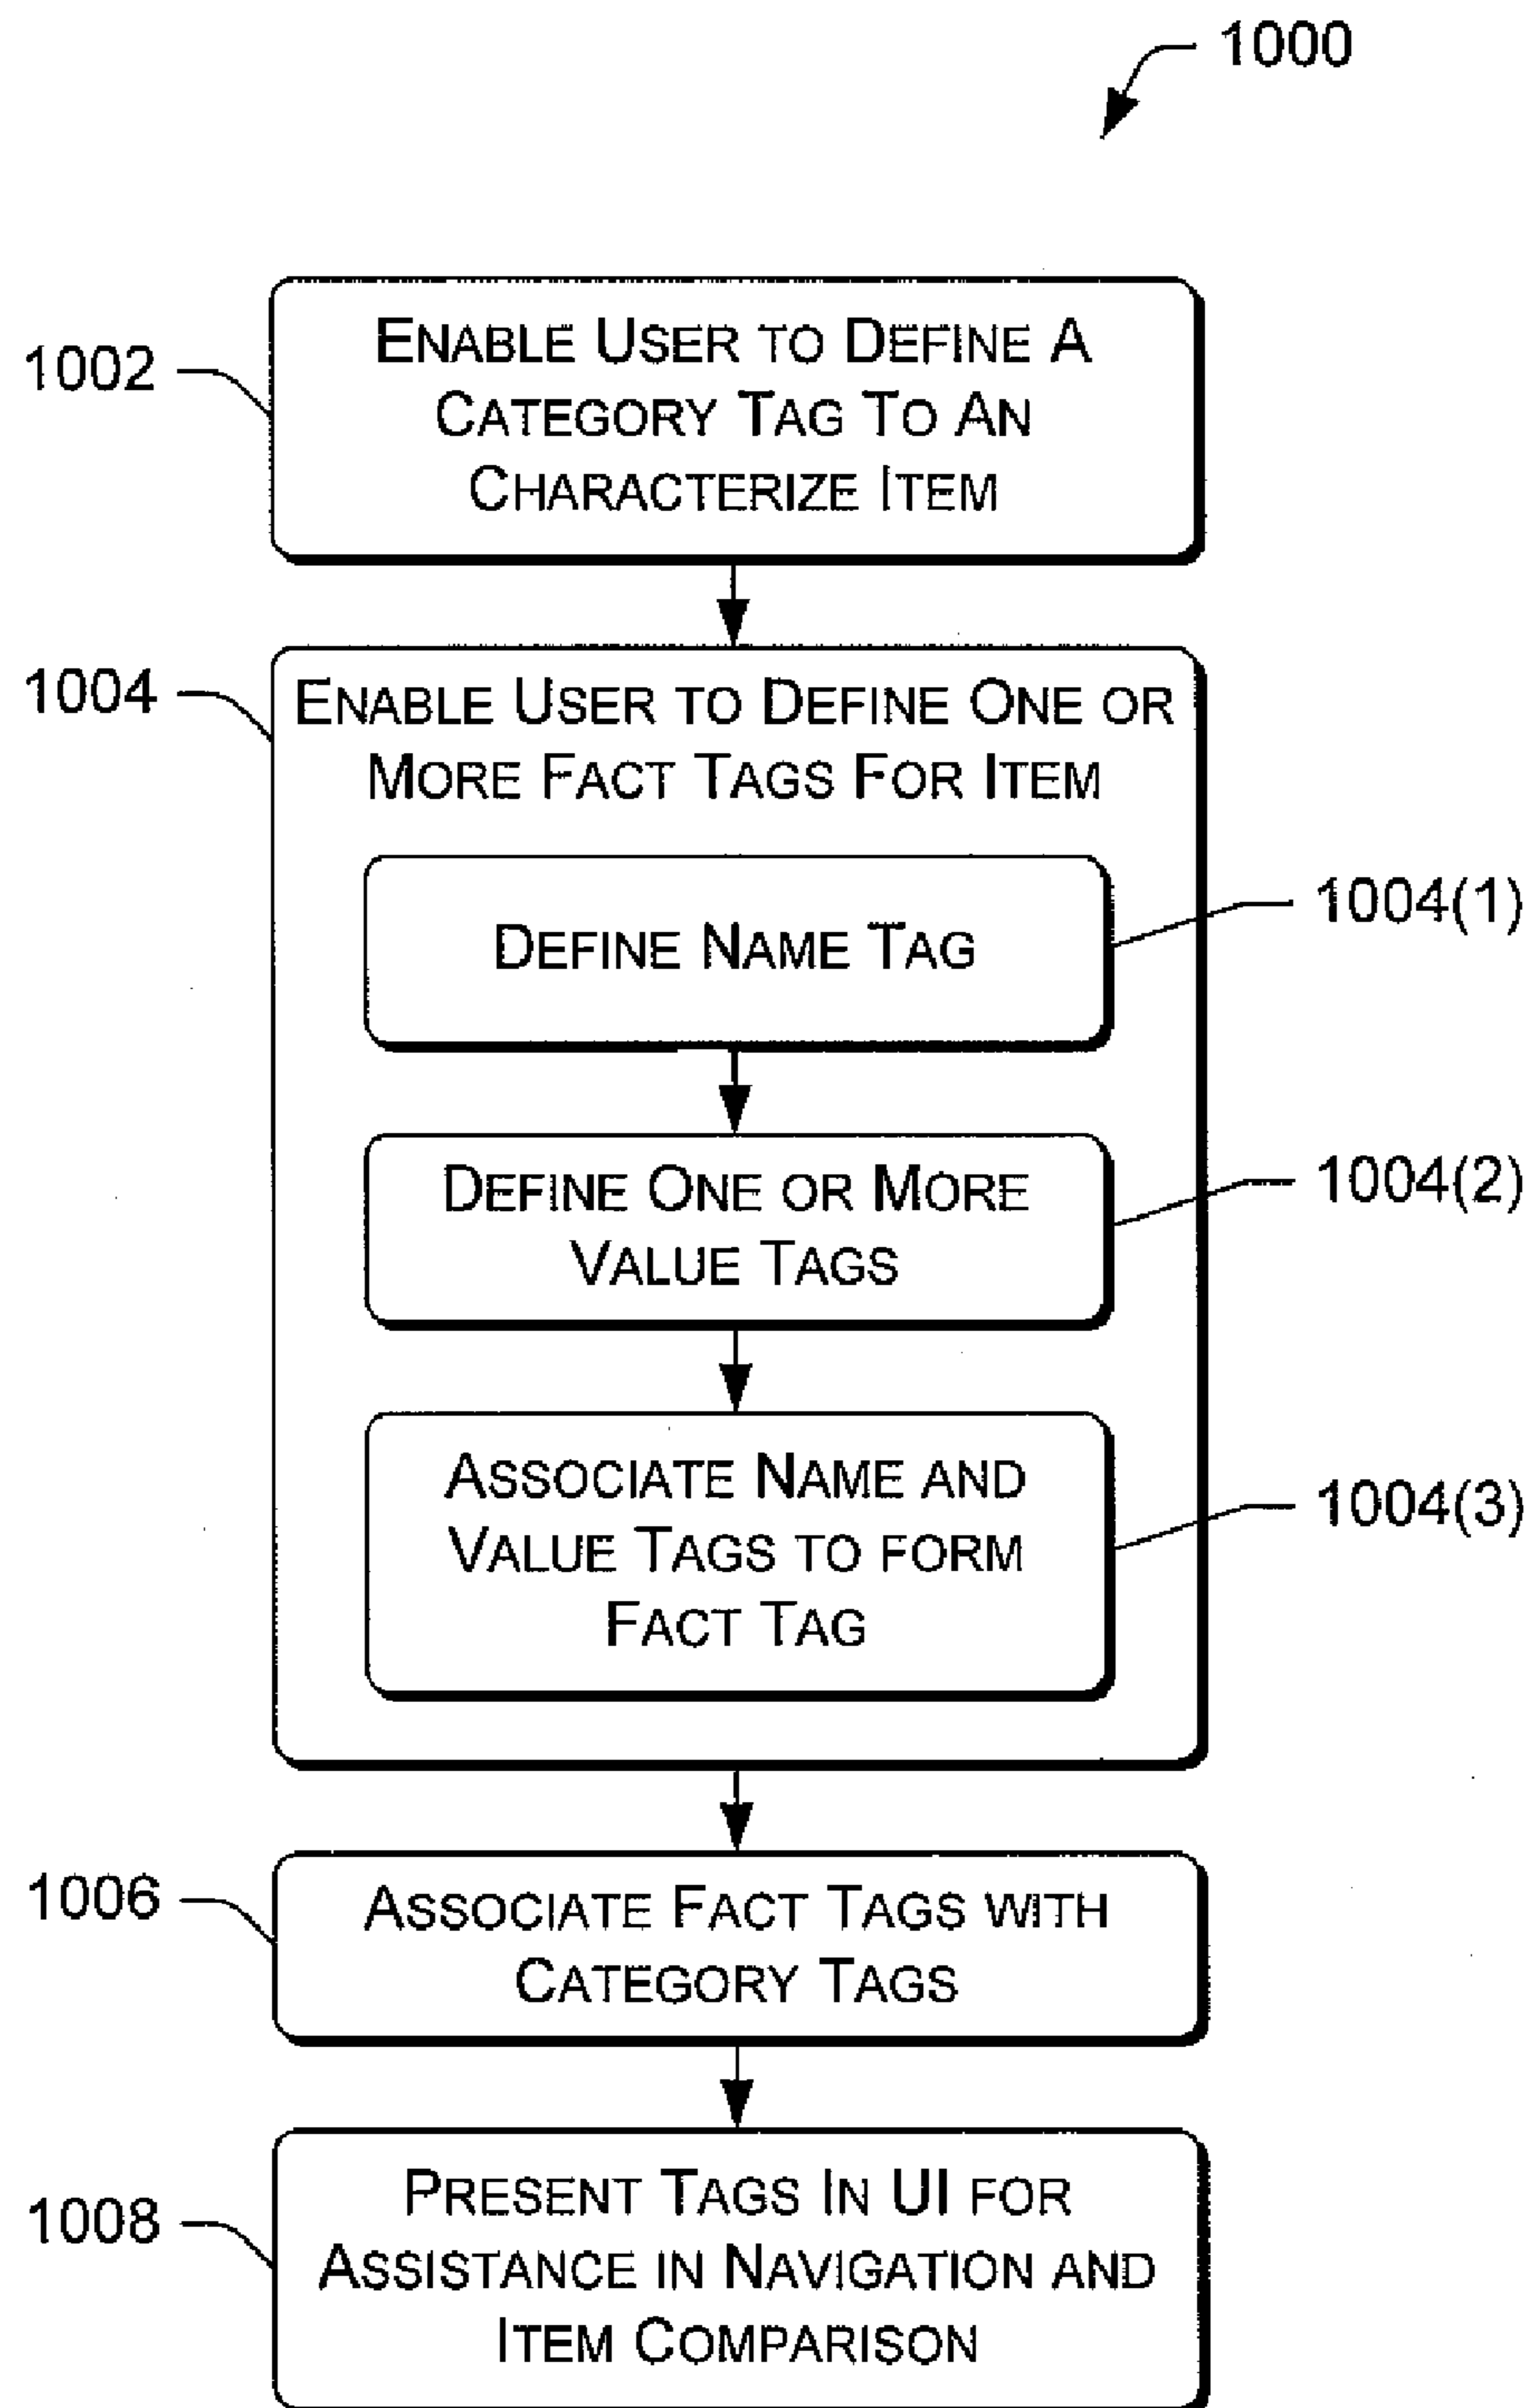 1000
1002
ENABLE USER TO DEFINE A
CATEGORY TAG TO AN
CHARACTERIZE ITEM
1004
ENABLE USER TO DEFINE ONE OR
MORE FACT TAGS FOR ITEM
DEFINE NAME TAG
1004(1)
DEFINE ONE OR MORE
VALUE TAGS
1004(2)
ASSOCIATE NAME AND
VALUE TAGS TO FORM
FACT TAG
1004(3)
1006
ASSOCIATE FACT TAGS WITH
CATEGORY TAGS
1008
PRESENT TAGS IN UI FOR
ASSISTANCE IN NAVIGATION AND
ITEM COMPARISON